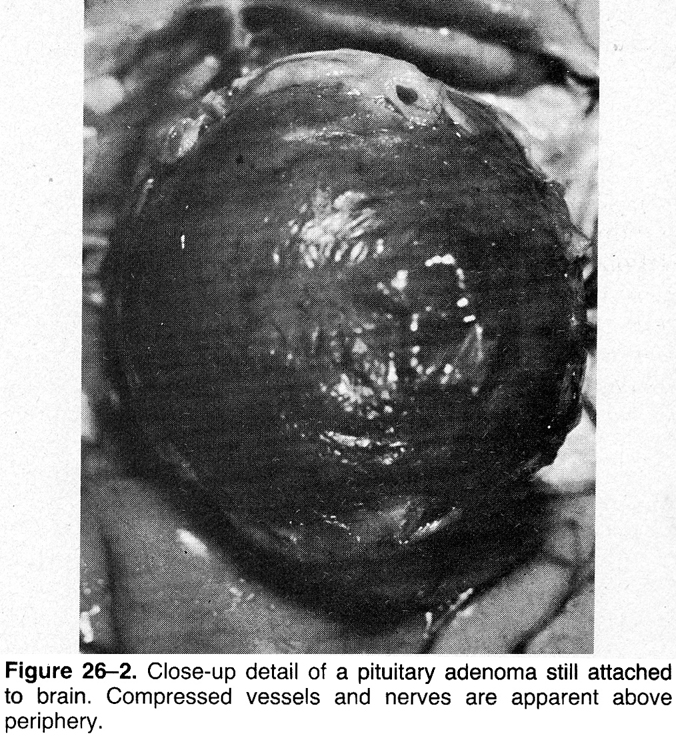 Figure 26–2. Close-up detail of a pituitary adenoma still attached
to brain. Compressed vessels and nerves are apparent above
periphery.